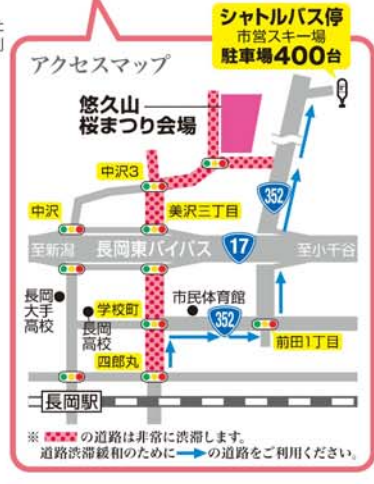 シャトルバス停
市営スキー場
駐車場400台
アクセスマップ
悠久山
桜まつり会場
中沢3
352
中沢
美沢三丁目
至新潟
長岡東バイパス
17
至小千谷
長岡
大手
高校
学校町
長岡
高校
市民体育館
352
前田1丁目
四郎丸
長岡駅
※ の道路は非常に渋滞します。
道路渋滞緩和のために の道路をご利用ください。